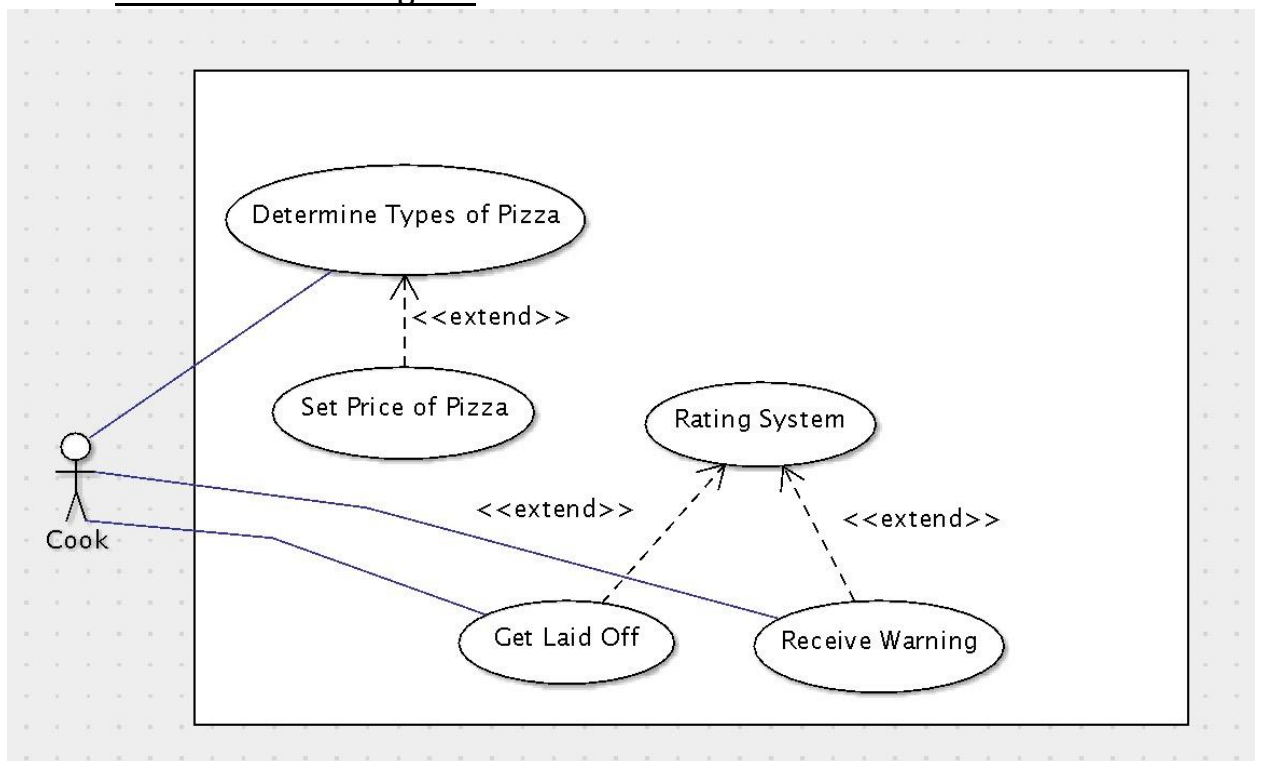 Determine Types of Pizza
<<extend>>
Set Price of Pizza
Rating System
<<extend>>
<<extend>>
Cook
Get Laid Off
Receive Warning